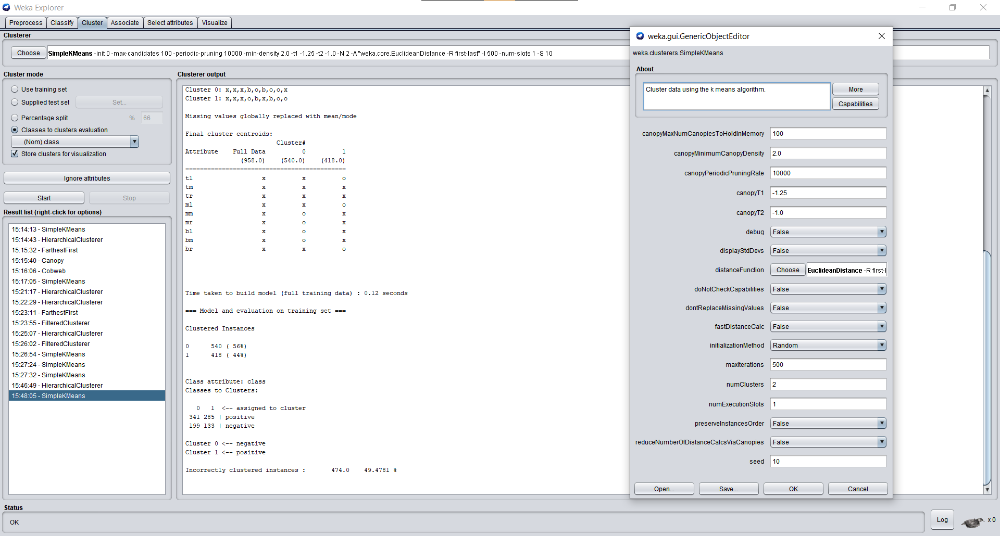 Weka Explorer
Preprocess Classify Cluster Associate Select attributes Visualize
Clusterer
Choose SimpleKMeans -init 0 -max-candidates 100 -periodic-pruning 10000 -min-density 2.0 -t1 -1.25 -t2 -1.0 -N 2 -A "weka.core.EuclideanDistance -R first-last" -I 500 -num-slots 1 -S 10
Cluster mode
Use training set
Supplied test set Set...
Percentage split % 66
Classes to clusters evaluation
(Nom) class
Store clusters for visualization
Ignore attributes
Start Stop
Result list (right-click for options)
15:14:13 - SimpleKMeans
15:14:43 - HierarchicalClusterer
15:15:32 - FarthestFirst
15:15:40 - Canopy
15:16:06 - Cobweb
15:17:05 - SimpleKMeans
15:21:17 - HierarchicalClusterer
15:22:29 - HierarchicalClusterer
15:23:11 - FarthestFirst
15:23:55 - FilteredClusterer
15:25:07 - HierarchicalClusterer
15:26:02 - FilteredClusterer
15:26:54 - SimpleKMeans
15:27:24 - SimpleKMeans
15:27:32 - SimpleKMeans
15:46:49 - HierarchicalClusterer
15:48:05 - SimpleKMeans
Clusterer output
Cluster 0: x,x,x,b,o,b,o,o,x
Cluster 1: x,x,x,o,b,x,b,o,o
Missing values globally replaced with mean/mode
Final cluster centroids:
Cluster#
Attribute Full Data 0 1
(958.0) (540.0) (418.0)
============================================
tl x x o
tm x x x
tr x x x
ml x x o
mm x o x
mr x o x
bl x o x
bm x o x
br x x o
Time taken to build model (full training data) : 0.12 seconds
=== Model and evaluation on training set ===
Clustered Instances
0 540 ( 56%)
1 418 ( 44%)
Class attribute: class
Classes to Clusters:
0 1 <-- assigned to cluster
341 285 | positive
199 133 | negative
Cluster 0 <-- negative
Cluster 1 <-- positive
Incorrectly clustered instances : 474.0 49.4781 %
weka.gui.GenericObjectEditor
weka.clusterers.SimpleKMeans
About
Cluster data using the k means algorithm.
More
Capabilities
canopyMaxNumCanopiesToHoldInMemory 100
canopyMinimumCanopyDensity 2.0
canopyPeriodicPruningRate 10000
canopyT1 -1.25
canopyT2 -1.0
debug False
displayStdDevs False
distanceFunction Choose EuclideanDistance -R first-l
doNotCheckCapabilities False
dontReplaceMissingValues False
fastDistanceCalc False
initializationMethod Random
maxIterations 500
numClusters 2
numExecutionSlots 1
preserveInstancesOrder False
reduceNumberOfDistanceCalcsViaCanopies False
seed 10
Open... Save... OK Cancel
Status
OK
Log x 0